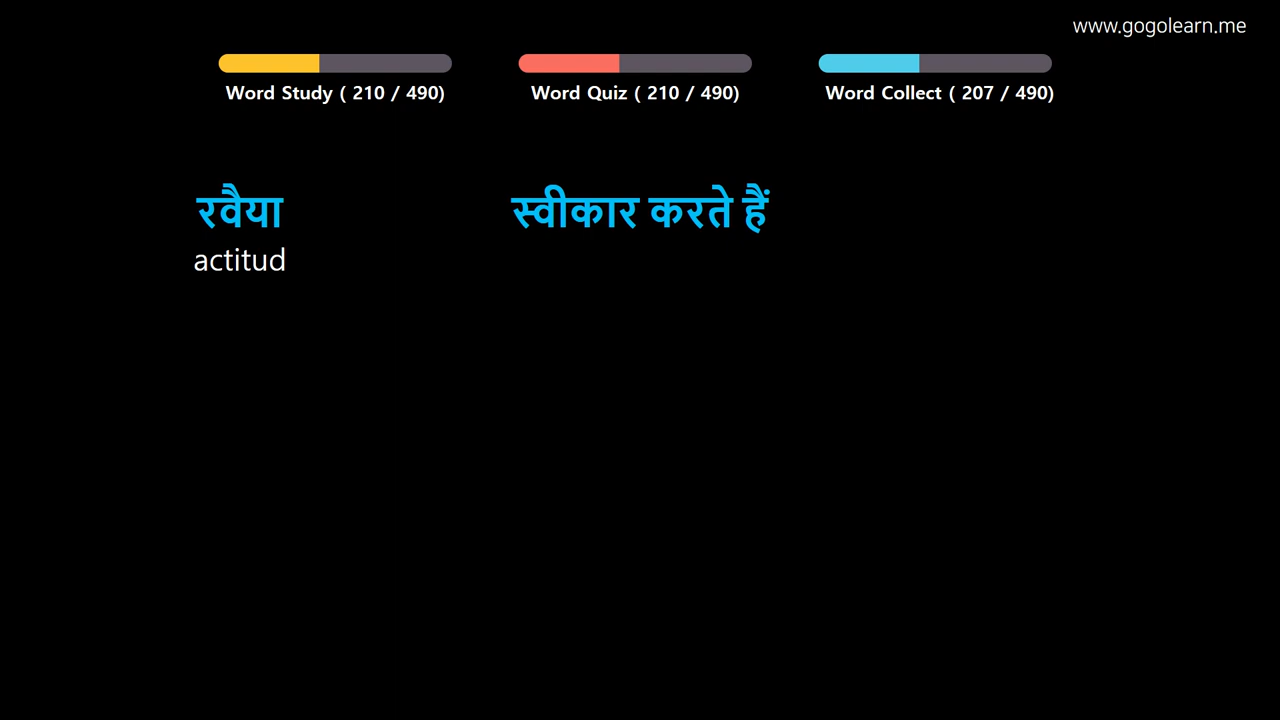 www.gogolearn.me
Word Study ( 210 / 490)
Word Quiz ( 210 / 490)
Word Collect ( 207 / 490)
रवैया
स्वीकार करते हैं
actitud